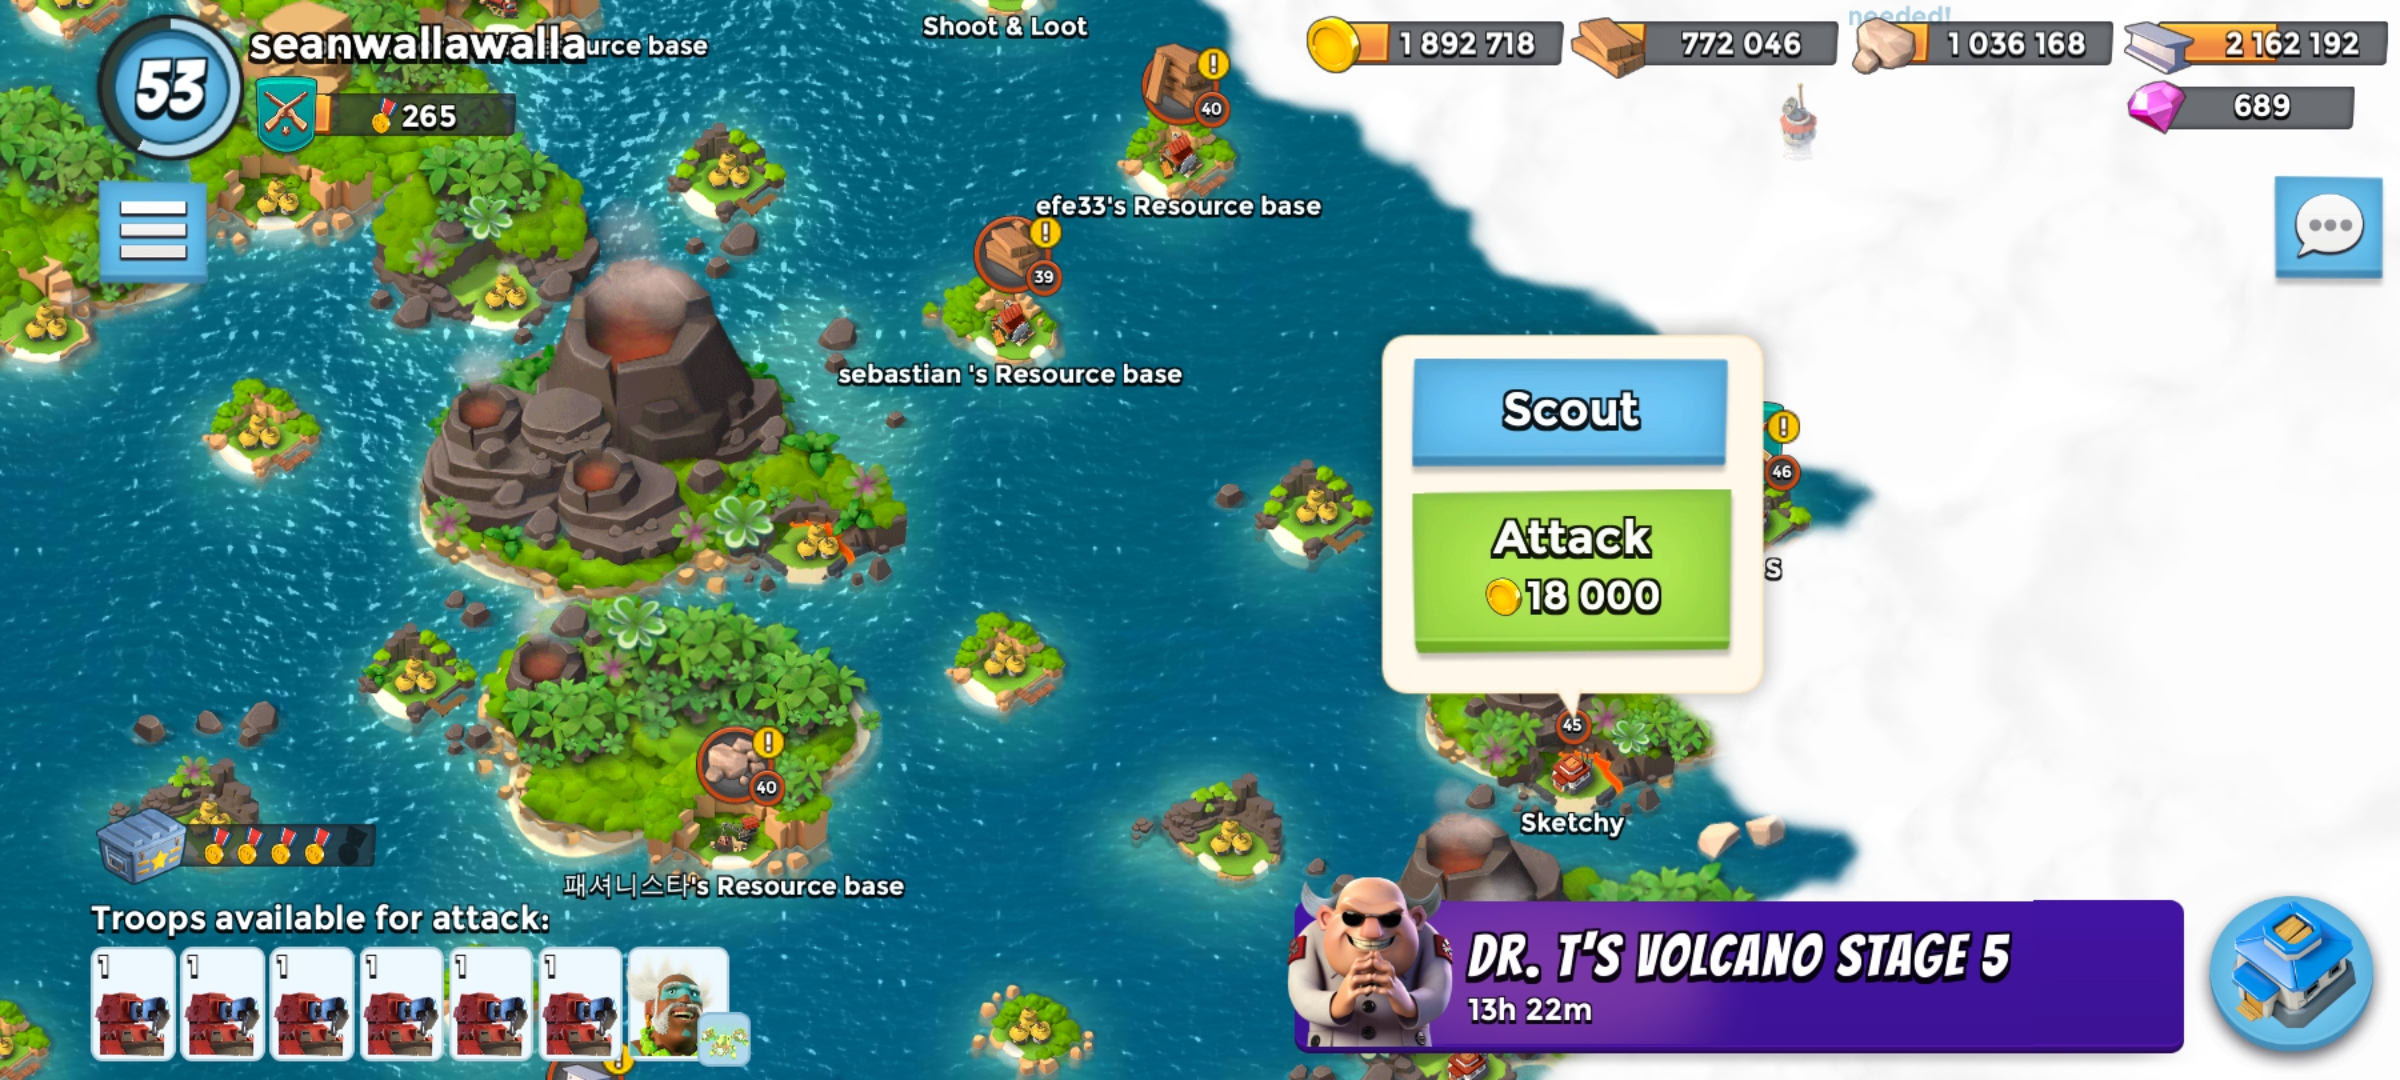 needed!
Shoot & Loot
53
seanwallawalla
urce base
265
1 892 718
772 046
1 036 168
2 162 192
689
!
40
efe33's Resource base
!
39
sebastian 's Resource base
Scout
Attack
18 000
!
46
s
45
Sketchy
!
40
패셔니스타's Resource base
Troops available for attack:
1
1
1
1
1
1
!
DR. T'S VOLCANO STAGE 5
13h 22m